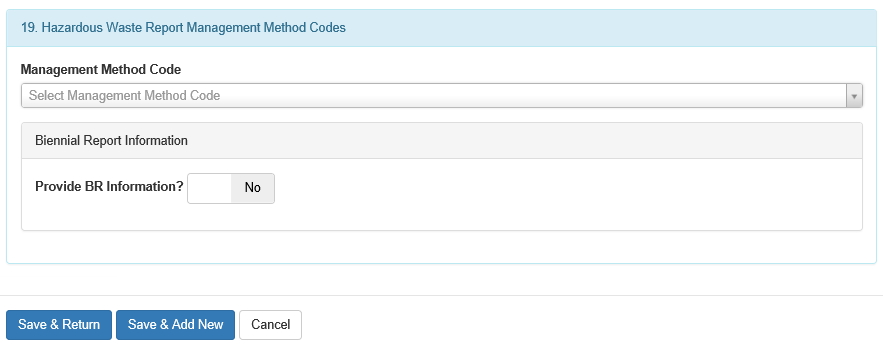 19. Hazardous Waste Report Management Method Codes
Management Method Code
Select Management Method Code
Biennial Report Information
Provide BR Information? No
Save & Return Save & Add New Cancel